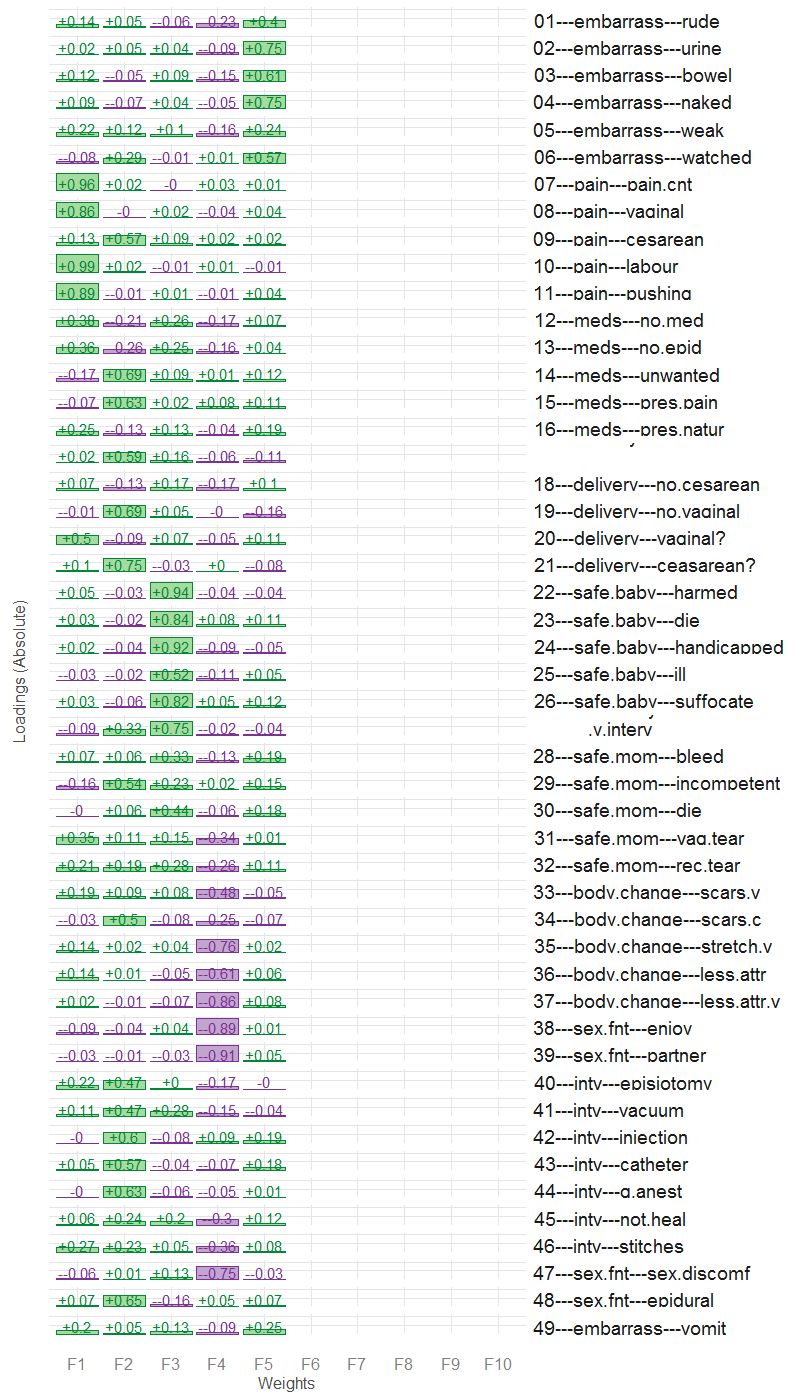 +0.14 +0.05 --0.06 --0.23 +0.4 01---embarrass---rude
+0.02 +0.05 +0.04 --0.09 +0.75 02---embarrass---urine
+0.12 --0.05 +0.09 --0.15 +0.61 03---embarrass---bowel
+0.09 --0.07 +0.04 --0.05 +0.75 04---embarrass---naked
+0.22 +0.12 +0.1 --0.16 +0.24 05---embarrass---weak
--0.08 +0.29 --0.01 +0.01 +0.57 06---embarrass---watched
+0.96 +0.02 -0 +0.03 +0.01 07---pain---pain.cnt
+0.86 -0 +0.02 --0.04 +0.04 08---pain---vaginal
+0.13 +0.57 +0.09 +0.02 +0.02 09---pain---cesarean
+0.99 +0.02 --0.01 +0.01 --0.01 10---pain---labour
+0.89 --0.01 +0.01 --0.01 +0.04 11---pain---pushing
+0.38 --0.21 +0.26 --0.17 +0.07 12---meds---no.med
+0.36 --0.26 +0.25 --0.16 +0.04 13---meds---no.epid
--0.17 +0.69 +0.09 +0.01 +0.12 14---meds---unwanted
--0.07 +0.63 +0.02 +0.08 +0.11 15---meds---pres.pain
+0.25 --0.13 +0.13 --0.04 +0.19 16---meds---pres.natur
+0.02 +0.59 +0.16 --0.06 --0.11
+0.07 --0.13 +0.17 --0.17 +0.1 18---delivery---no.cesarean
--0.01 +0.69 +0.05 -0 --0.16 19---delivery---no.vaginal
+0.5 --0.09 +0.07 --0.05 +0.11 20---delivery---vaginal?
+0.1 +0.75 --0.03 +0 --0.08 21---delivery---ceasarean?
+0.05 --0.03 +0.94 --0.04 --0.04 22---safe.baby---harmed
+0.03 --0.02 +0.84 +0.08 +0.11 23---safe.baby---die
+0.02 --0.04 +0.92 --0.09 --0.05 24---safe.baby---handicapped
--0.03 --0.02 +0.52 --0.11 +0.05 25---safe.baby---ill
+0.03 --0.06 +0.82 +0.05 +0.12 26---safe.baby---suffocate
--0.09 +0.33 +0.75 --0.02 --0.04 .v.interv
+0.07 +0.06 +0.33 --0.13 +0.19 28---safe.mom---bleed
--0.16 +0.54 +0.23 +0.02 +0.15 29---safe.mom---incompetent
-0 +0.06 +0.44 --0.06 +0.18 30---safe.mom---die
+0.35 +0.11 +0.15 --0.34 +0.01 31---safe.mom---vag.tear
+0.21 +0.19 +0.28 --0.26 +0.11 32---safe.mom---rec.tear
+0.19 +0.09 +0.08 --0.48 --0.05 33---body.change---scars.v
--0.03 +0.5 --0.08 --0.25 --0.07 34---body.change---scars.c
+0.14 +0.02 +0.04 --0.76 +0.02 35---body.change---stretch.v
+0.14 +0.01 --0.05 --0.61 +0.06 36---body.change---less.attr
+0.02 --0.01 --0.07 --0.86 +0.08 37---body.change---less.attr.v
--0.09 --0.04 +0.04 --0.89 +0.01 38---sex.fnt---enjoy
--0.03 --0.01 --0.03 --0.91 +0.05 39---sex.fnt---partner
+0.22 +0.47 +0 --0.17 -0 40---intv---episiotomy
+0.11 +0.47 +0.28 --0.15 --0.04 41---intv---vacuum
-0 +0.6 --0.08 +0.09 +0.19 42---intv---injection
+0.05 +0.57 --0.04 --0.07 +0.18 43---intv---catheter
-0 +0.63 --0.06 --0.05 +0.01 44---intv---g.anest
+0.06 +0.24 +0.2 --0.3 +0.12 45---intv---not.heal
+0.27 +0.23 +0.05 --0.36 +0.08 46---intv---stitches
--0.06 +0.01 +0.13 --0.75 --0.03 47---sex.fnt---sex.discomf
+0.07 +0.65 --0.16 +0.05 +0.07 48---sex.fnt---epidural
+0.2 +0.05 +0.13 --0.09 +0.25 49---embarrass---vomit
Loadings (Absolute)
F1 F2 F3 F4 F5 F6 F7 F8 F9 F10
Weights